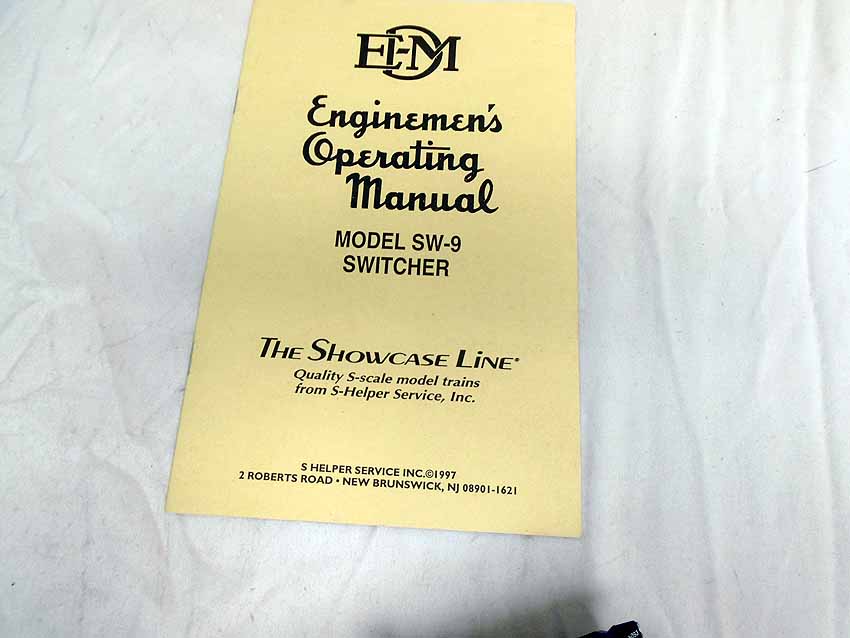 EMD
Enginemen's
Operating
Manual
MODEL SW-9
SWITCHER
THE SHOWCASE LINE®
Quality S-scale model trains
from S-Helper Service, Inc.
S HELPER SERVICE INC.©1997
2 ROBERTS ROAD • NEW BRUNSWICK, NJ 08901-1621